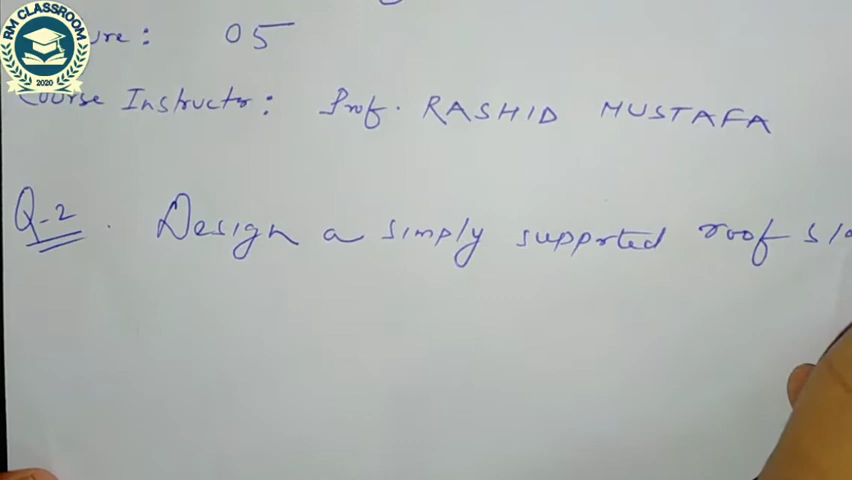 RM CLASSROOM
2020
: 05
Course Instructor: Prof. RASHID MUSTAFA
Q-2. Design a simply supported roof